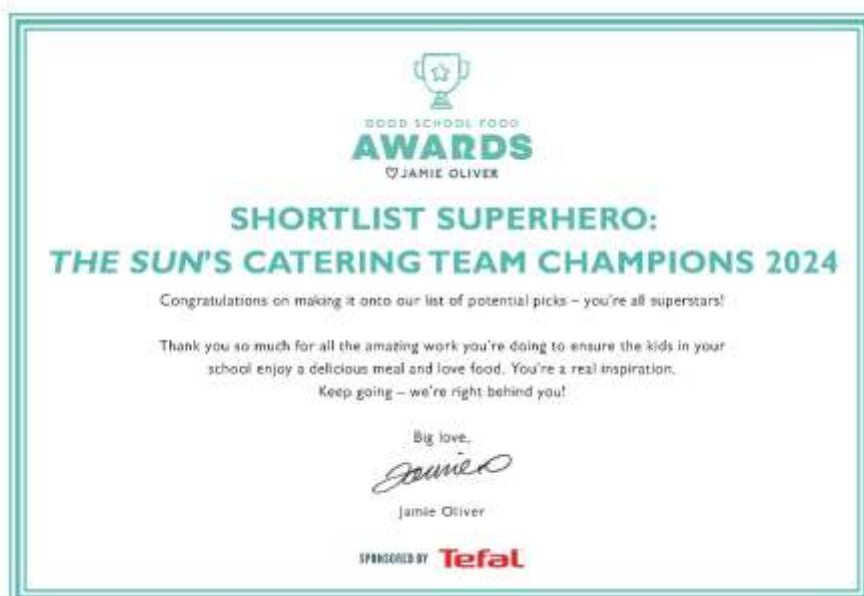 GOOD SCHOOL FOOD
AWARDS
♡JAMIE OLIVER
SHORTLIST SUPERHERO:
THE SUN'S CATERING TEAM CHAMPIONS 2024
Congratulations on making it onto our list of potential picks – you're all superstars!
Thank you so much for all the amazing work you're doing to ensure the kids in your
school enjoy a delicious meal and love food. You're a real inspiration.
Keep going – we're right behind you!
Big love,
Jamie O
Jamie Oliver
SPONSORED BY Tefal